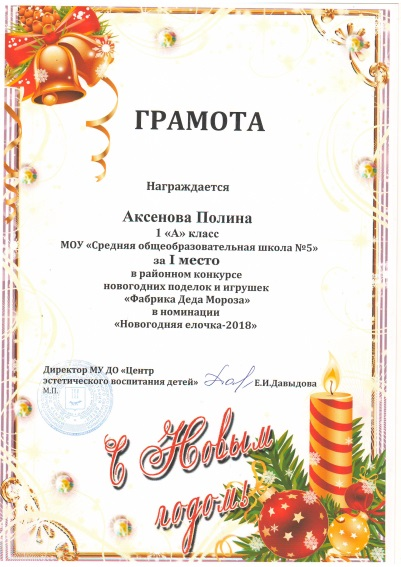 ГРАМОТА
Награждается
Аксенова Полина
1 «А» класс
МОУ «Средняя общеобразовательная школа №5»
за I место
в районном конкурсе
новогодних поделок и игрушек
«Фабрика Деда Мороза»
в номинации
«Новогодняя елочка-2018»
Директор МУ ДО «Центр
эстетического воспитания детей» Е.И.Давыдова
М.П.
С Новым
годом!